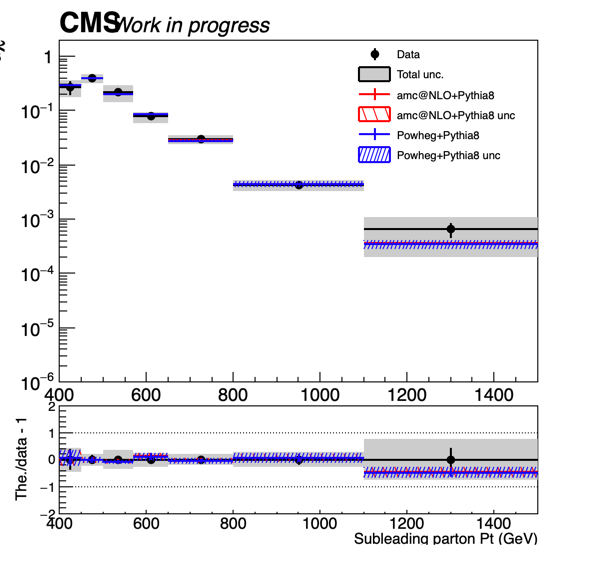 CMS Work in progress
1
10⁻¹
10⁻²
10⁻³
10⁻⁴
10⁻⁵
10⁻⁶
Data
Total unc.
amc@NLO+Pythia8
amc@NLO+Pythia8 unc
Powheg+Pythia8
Powheg+Pythia8 unc
400 600 800 1000 1200 1400
The./data - 1
2
1
0
−1
−2
400 600 800 1000 1200 1400
Subleading parton Pt (GeV)